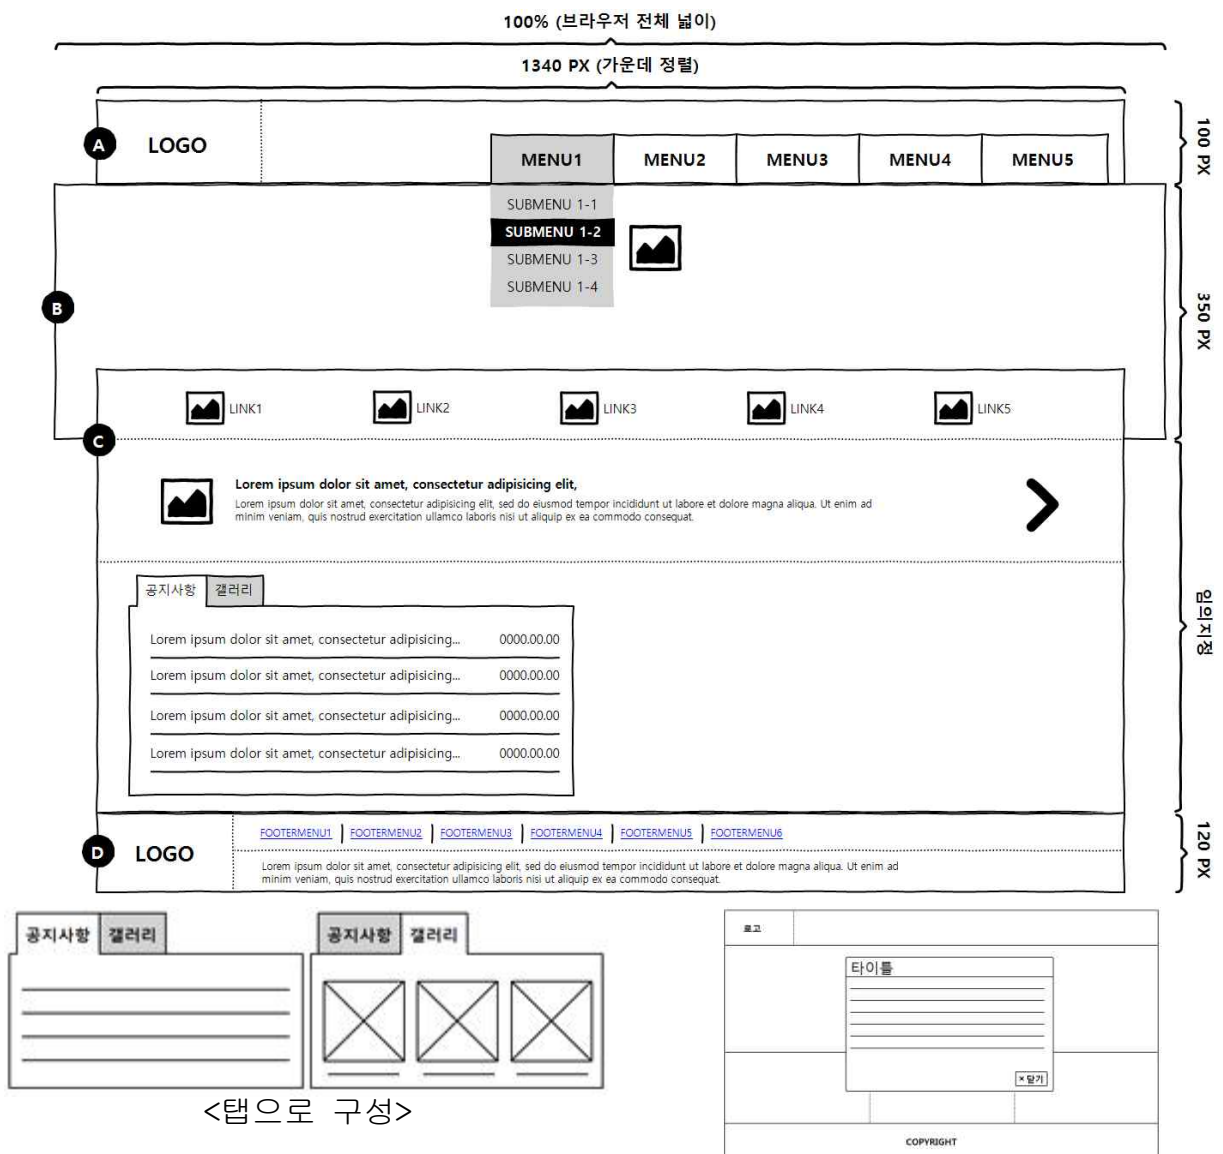 100% (브라우저 전체 넓이)
1340 PX (가운데 정렬)
A
LOGO
MENU1 MENU2 MENU3 MENU4 MENU5
100 PX
SUBMENU 1-1
SUBMENU 1-2
SUBMENU 1-3
SUBMENU 1-4
B
350 PX
LINK1 LINK2 LINK3 LINK4 LINK5
C
Lorem ipsum dolor sit amet, consectetur adipisicing elit,
Lorem ipsum dolor sit amet, consectetur adipisicing elit, sed do eiusmod tempor incididunt ut labore et dolore magna aliqua. Ut enim ad
minim veniam, quis nostrud exercitation ullamco laboris nisi ut aliquip ex ea commodo consequat.
공지사항 갤러리
Lorem ipsum dolor sit amet, consectetur adipisicing... 0000.00.00
Lorem ipsum dolor sit amet, consectetur adipisicing... 0000.00.00
Lorem ipsum dolor sit amet, consectetur adipisicing... 0000.00.00
Lorem ipsum dolor sit amet, consectetur adipisicing... 0000.00.00
임의지정
D
LOGO
FOOTERMENU1 FOOTERMENU2 FOOTERMENU3 FOOTERMENU4 FOOTERMENU5 FOOTERMENU6
Lorem ipsum dolor sit amet, consectetur adipisicing elit, sed do eiusmod tempor incididunt ut labore et dolore magna aliqua. Ut enim ad
minim veniam, quis nostrud exercitation ullamco laboris nisi ut aliquip ex ea commodo consequat.
120 PX
공지사항 갤러리
공지사항 갤러리
<탭으로 구성>
로고
타이틀
×닫기
COPYRIGHT